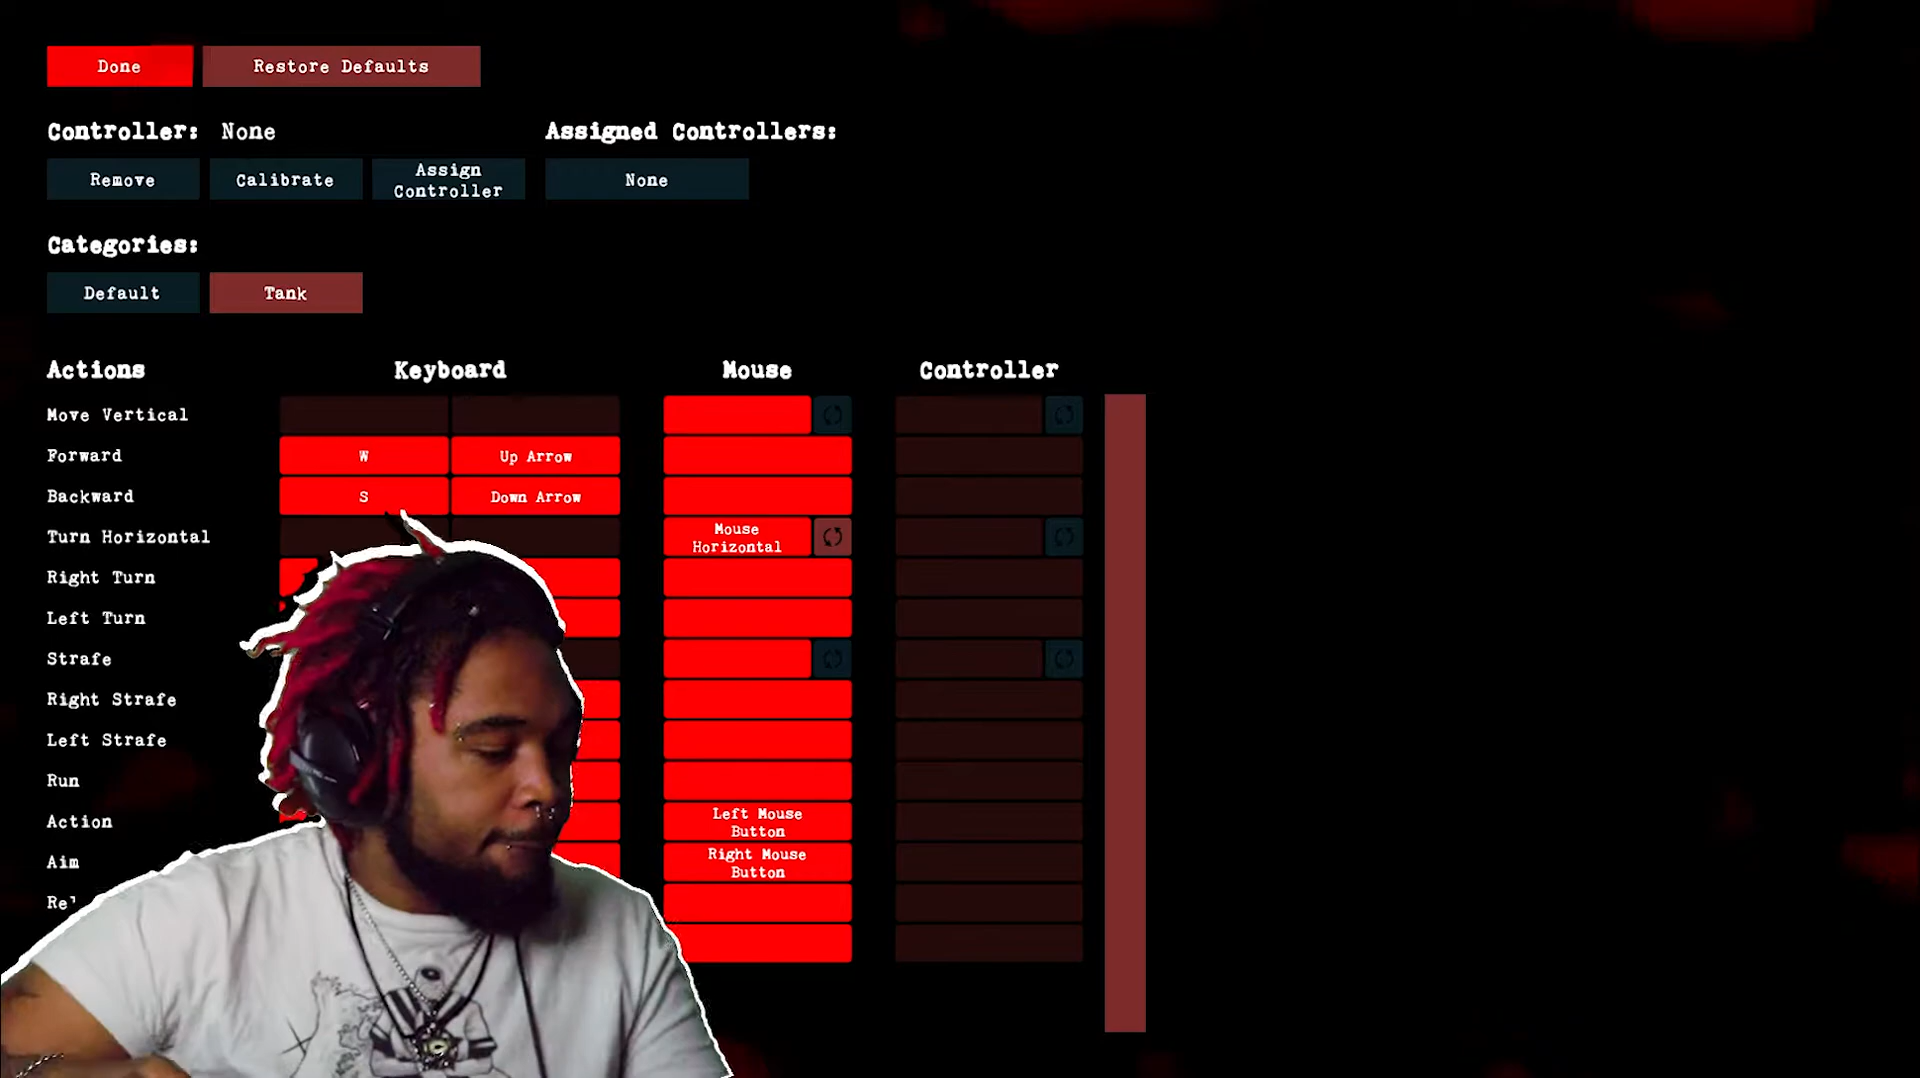 Done
Restore Defaults
Controller: None
Assigned Controllers:
Remove
Calibrate
Assign
Controller
None
Categories:
Default
Tank
Actions
Keyboard
Mouse
Controller
Move Vertical
Forward
W
Up Arrow
Backward
S
Down Arrow
Turn Horizontal
Mouse
Horizontal
Right Turn
Left Turn
Strafe
Right Strafe
Left Strafe
Run
Action
Left Mouse
Button
Aim
Right Mouse
Button